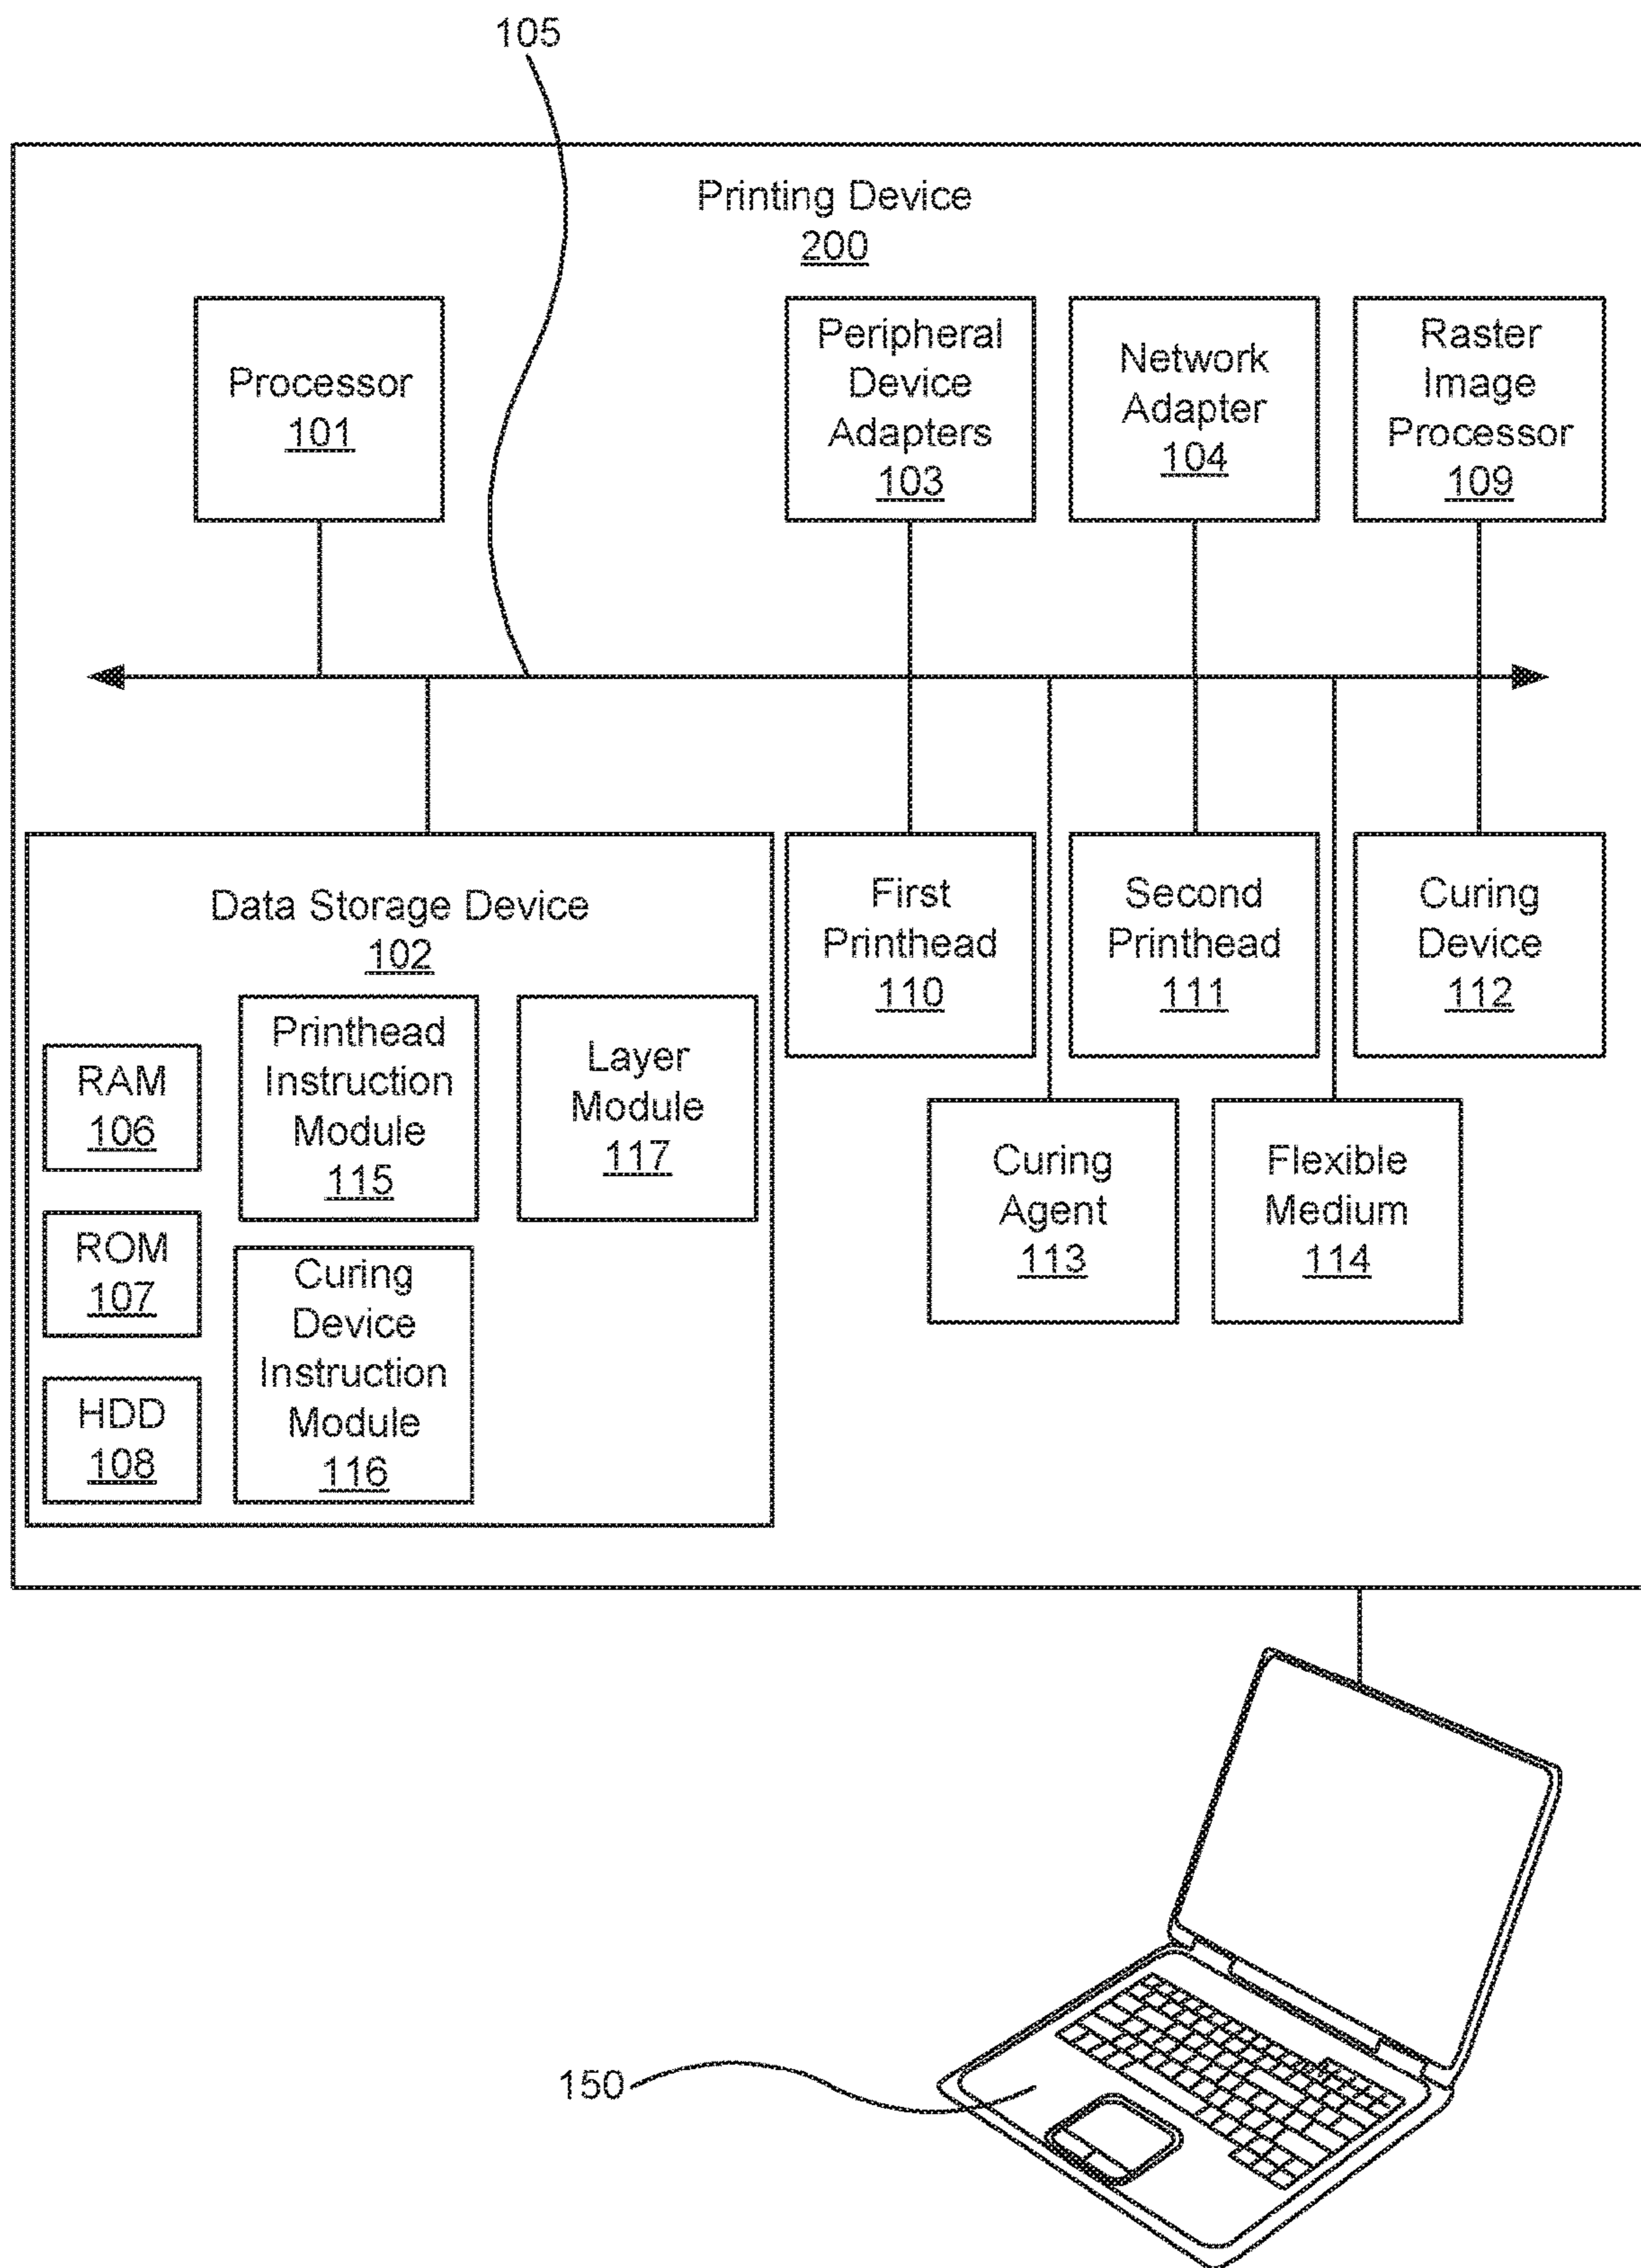 105
Printing Device
200
Processor
101
Peripheral
Device
Adapters
103
Network
Adapter
104
Raster
Image
Processor
109
Data Storage Device
102
RAM
106
ROM
107
HDD
108
Printhead
Instruction
Module
115
Curing
Device
Instruction
Module
116
Layer
Module
117
First
Printhead
110
Second
Printhead
111
Curing
Device
112
Curing
Agent
113
Flexible
Medium
114
150